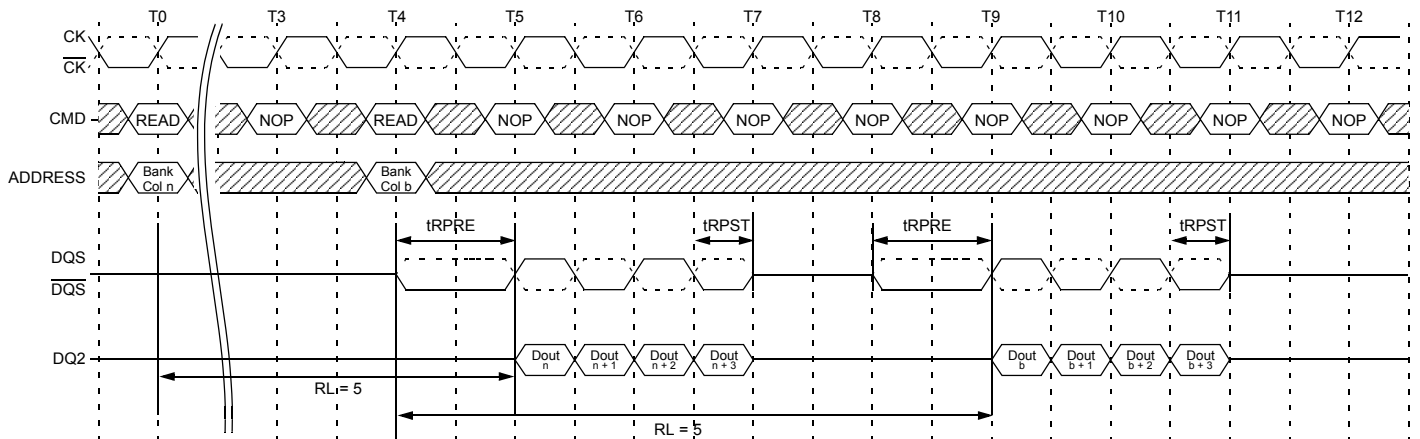 T0 T3 T4 T5 T6 T7 T8 T9 T10 T11 T12
CK
CK
CMD READ NOP READ NOP NOP NOP NOP NOP NOP NOP NOP
ADDRESS Bank Col n Bank Col b
tRPRE tRPST tRPRE tRPST
DQS
DQS
DQ2 Dout n Dout n + 1 Dout n + 2 Dout n + 3 Dout b Dout b + 1 Dout b + 2 Dout b + 3
RL = 5
RL = 5